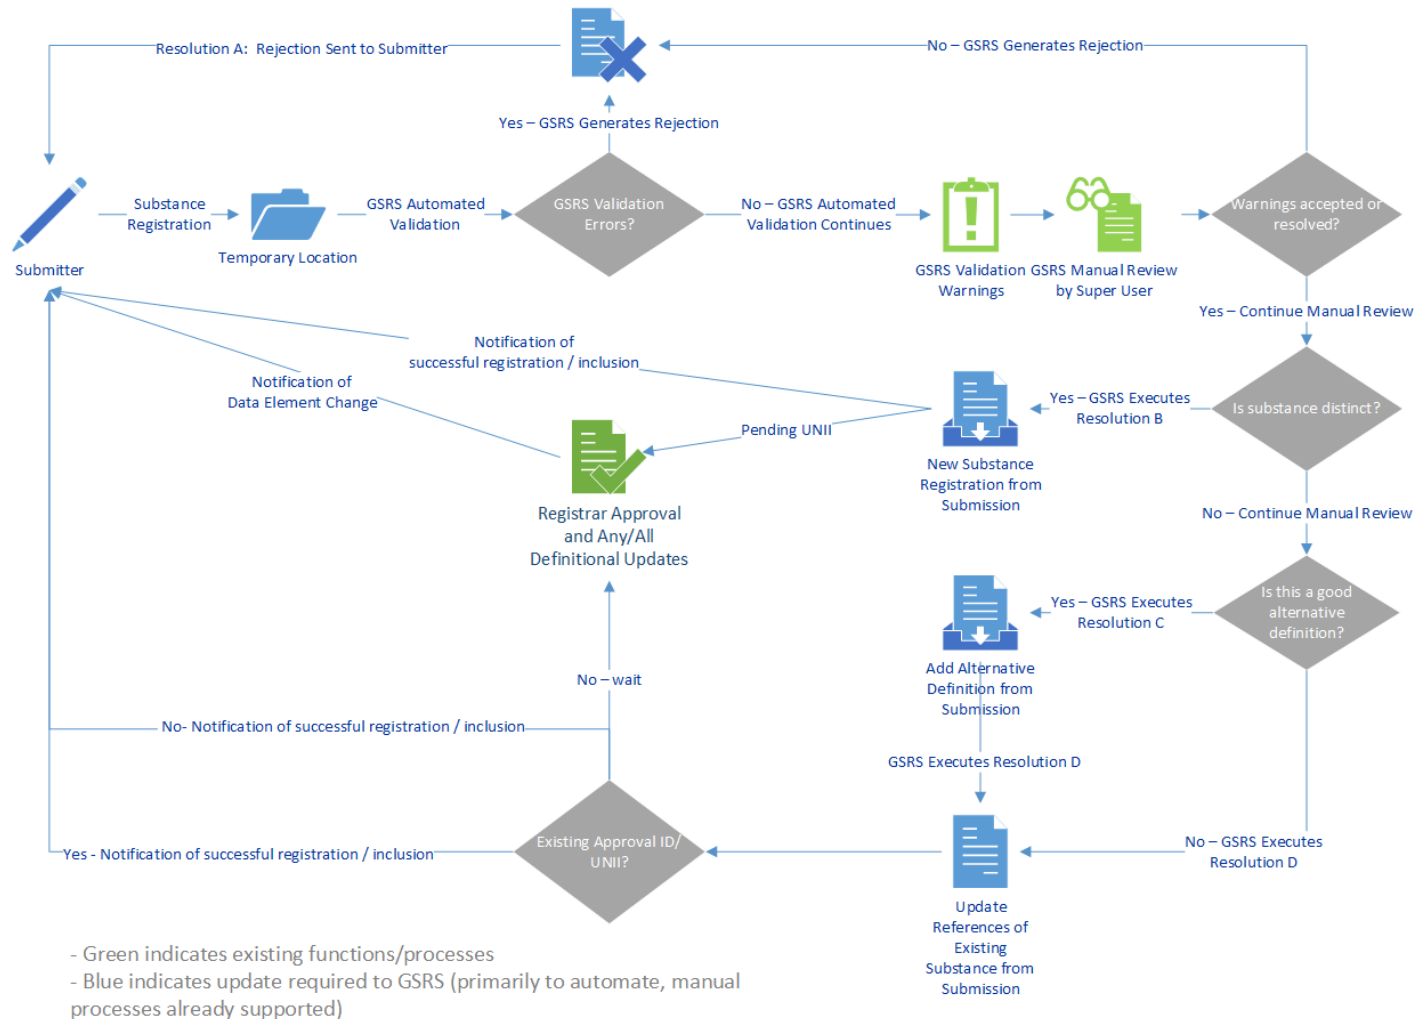 Resolution A:  Rejection Sent to Submitter
No – GSRS Generates Rejection
Yes – GSRS Generates Rejection
Submitter
Substance
Registration
Temporary Location
GSRS Automated
Validation
GSRS Validation
Errors?
No – GSRS Automated
Validation Continues
GSRS Validation
Warnings
GSRS Manual Review
by Super User
Warnings accepted or
resolved?
Yes – Continue Manual Review
Notification of
successful registration / inclusion
Notification of
Data Element Change
Pending UNII
Yes – GSRS Executes
Resolution B
Is substance distinct?
New Substance
Registration from
Submission
Registrar Approval
and Any/All
Definitional Updates
No – Continue Manual Review
Is this a good
alternative
definition?
Yes – GSRS Executes
Resolution C
Add Alternative
Definition from
Submission
No – wait
No- Notification of successful registration / inclusion
GSRS Executes Resolution D
Existing Approval ID/
UNII?
Yes - Notification of successful registration / inclusion
No – GSRS Executes
Resolution D
Update
References of
Existing
Substance from
Submission
- Green indicates existing functions/processes
- Blue indicates update required to GSRS (primarily to automate, manual
processes already supported)